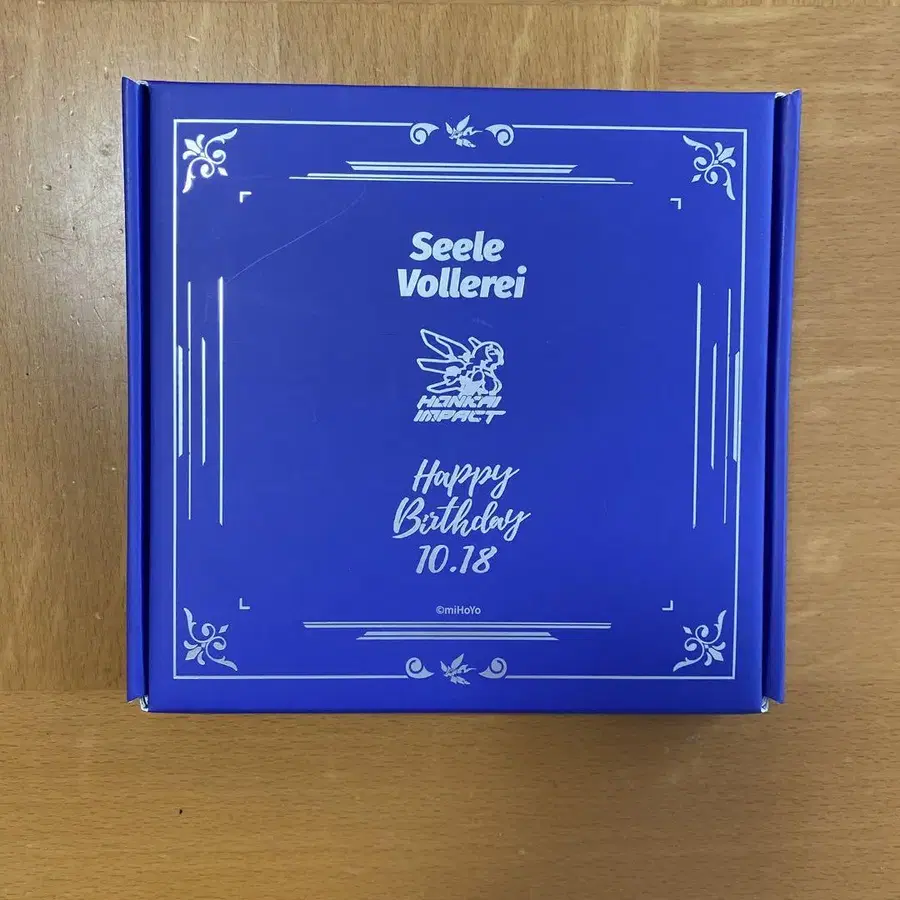 Seele
Vollerei
HONKAI
IMPACT
Happy
Birthday
10.18
©miHoYo